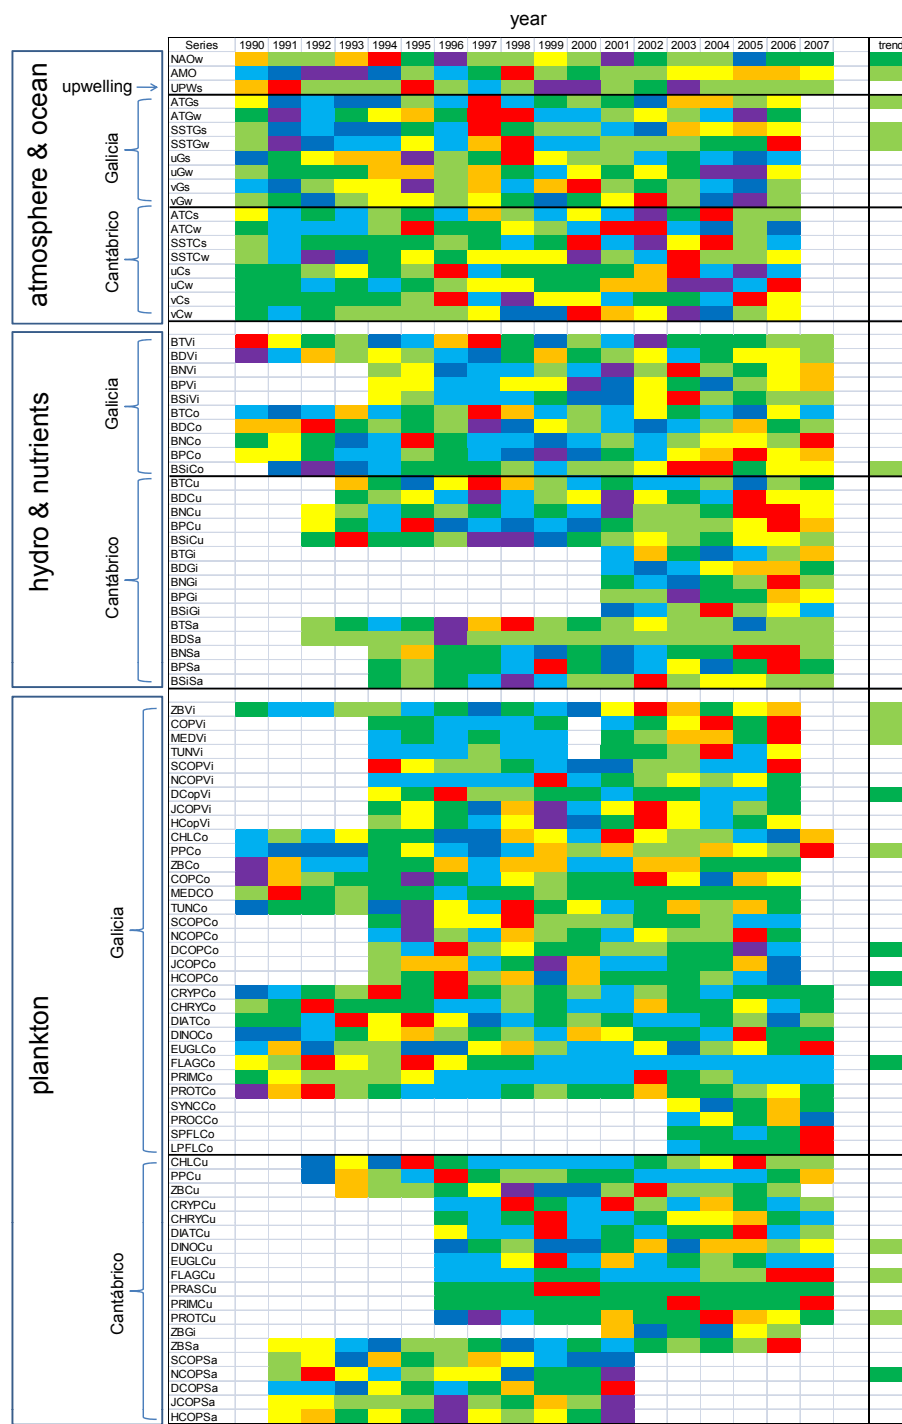 year
Series 1990 1991 1992 1993 1994 1995 1996 1997 1998 1999 2000 2001 2002 2003 2004 2005 2006 2007 trend
atmosphere & ocean
upwelling
Galicia
Cantábrico
NAOw
AMO
UPWs
ATGs
ATGw
SSTGs
SSTGw
uGs
uGw
vGs
vGw
ATCs
ATCw
SSTCs
SSTCw
uCs
uCw
vCs
vCw
hydro & nutrients
Galicia
Cantábrico
BTVi
BDVi
BNVi
BPVi
BSiVi
BTCo
BDCo
BNCo
BPCo
BSiCo
BTCu
BDCu
BNCu
BPCu
BSiCu
BTGi
BDGi
BNGi
BPGi
BSiGi
BTSa
BDSa
BNSa
BPSa
BSiSa
plankton
Galicia
Cantábrico
ZBVi
COPVi
MEDVi
TUNVi
SCOPVi
NCOPVi
DCopVi
JCOPVi
HCopVi
CHLCo
PPCo
ZBCo
COPCo
MEDCO
TUNCo
SCOPCo
NCOPCo
DCOPCo
JCOPCo
HCOPCo
CRYPCo
CHRYCo
DIATCo
DINOCo
EUGLCo
FLAGCo
PRIMCo
PROTCo
SYNCCo
PROCCo
SPFLCo
LPFLCo
CHLCu
PPCu
ZBCu
CRYPCu
CHRYCu
DIATCu
DINOCu
EUGLCu
FLAGCu
PRASCu
PRIMCu
PROTCu
ZBGi
ZBSa
SCOPSa
NCOPSa
DCOPSa
JCOPSa
HCOPSa